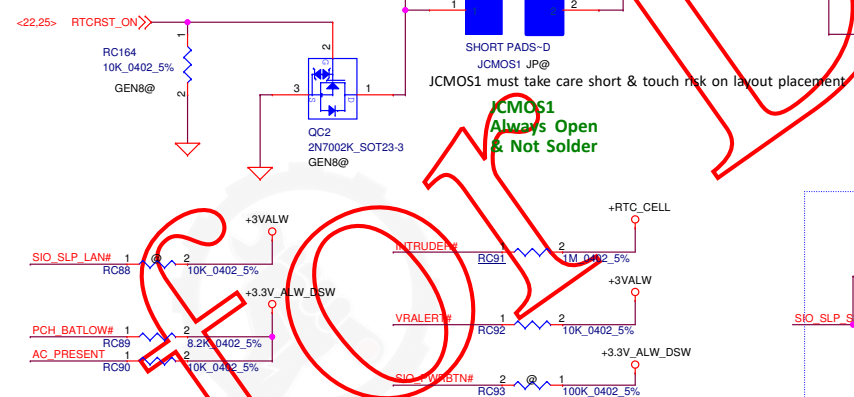 1
2
<22,25> RTCRST_ON
SHORT PADS~D
JCMOS1 JP@
JCMOS1 must take care short & touch risk on layout placement
JCMOS1
Always Open
& Not Solder
1
RC164
10K_0402_5%
GEN8@
2
2
G
3
S
D
1
QC2
2N7002K_SOT23-3
GEN8@
+3VALW
SIO_SLP_LAN#
1
@
2
RC88
10K_0402_5%
+3.3V_ALW_DSW
PCH_BATLOW#
1
2
RC89
8.2K_0402_5%
AC_PRESENT
1
2
RC90
10K_0402_5%
+RTC_CELL
INTRUDER#
1
2
RC91
1M_0402_5%
+3VALW
VRALERT#
1
2
RC92
10K_0402_5%
+3.3V_ALW_DSW
SIO_PWRBTN#
2
@
1
RC93
100K_0402_5%
SIO_SLP_S